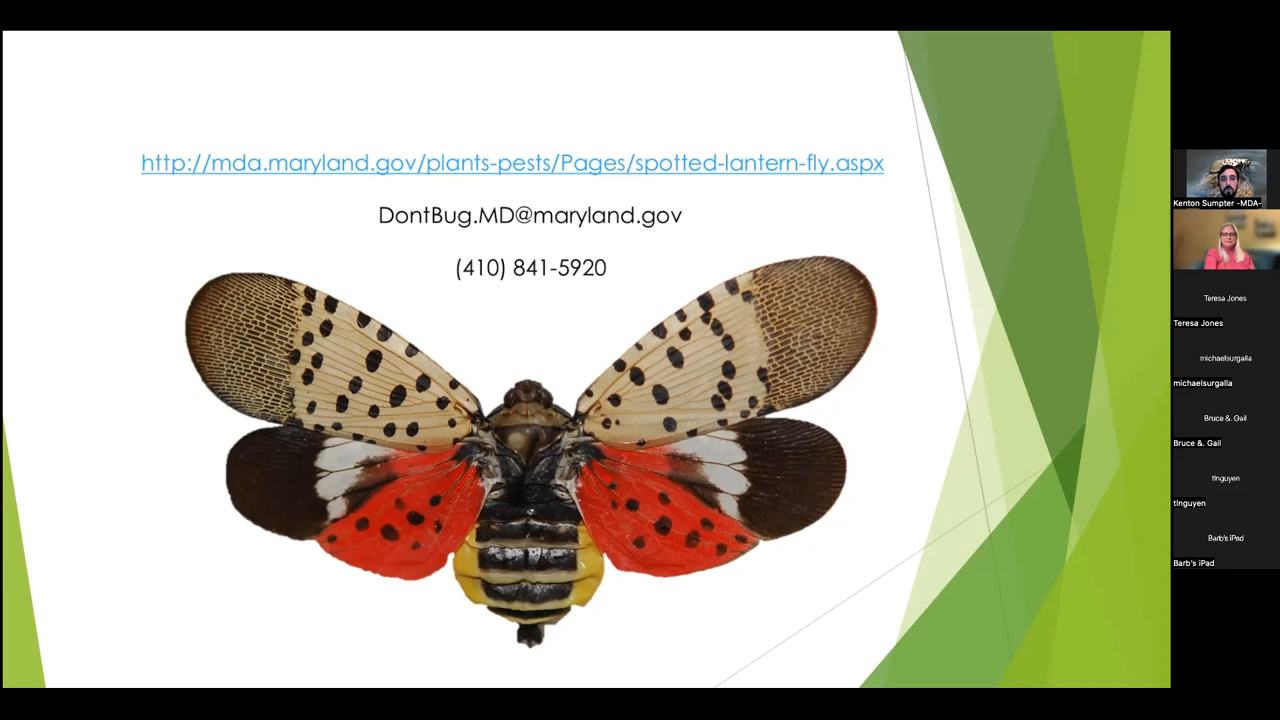 http://mda.maryland.gov/plants-pests/Pages/spotted-lantern-fly.aspx
DontBug.MD@maryland.gov
(410) 841-5920
Kenton Sumpter -MDA-
Teresa Jones
Teresa Jones
michaelsurgalla
michaelsurgalla
Bruce &. Gail
Bruce &. Gail
tlnguyen
tlnguyen
Barb's iPad
Barb's iPad